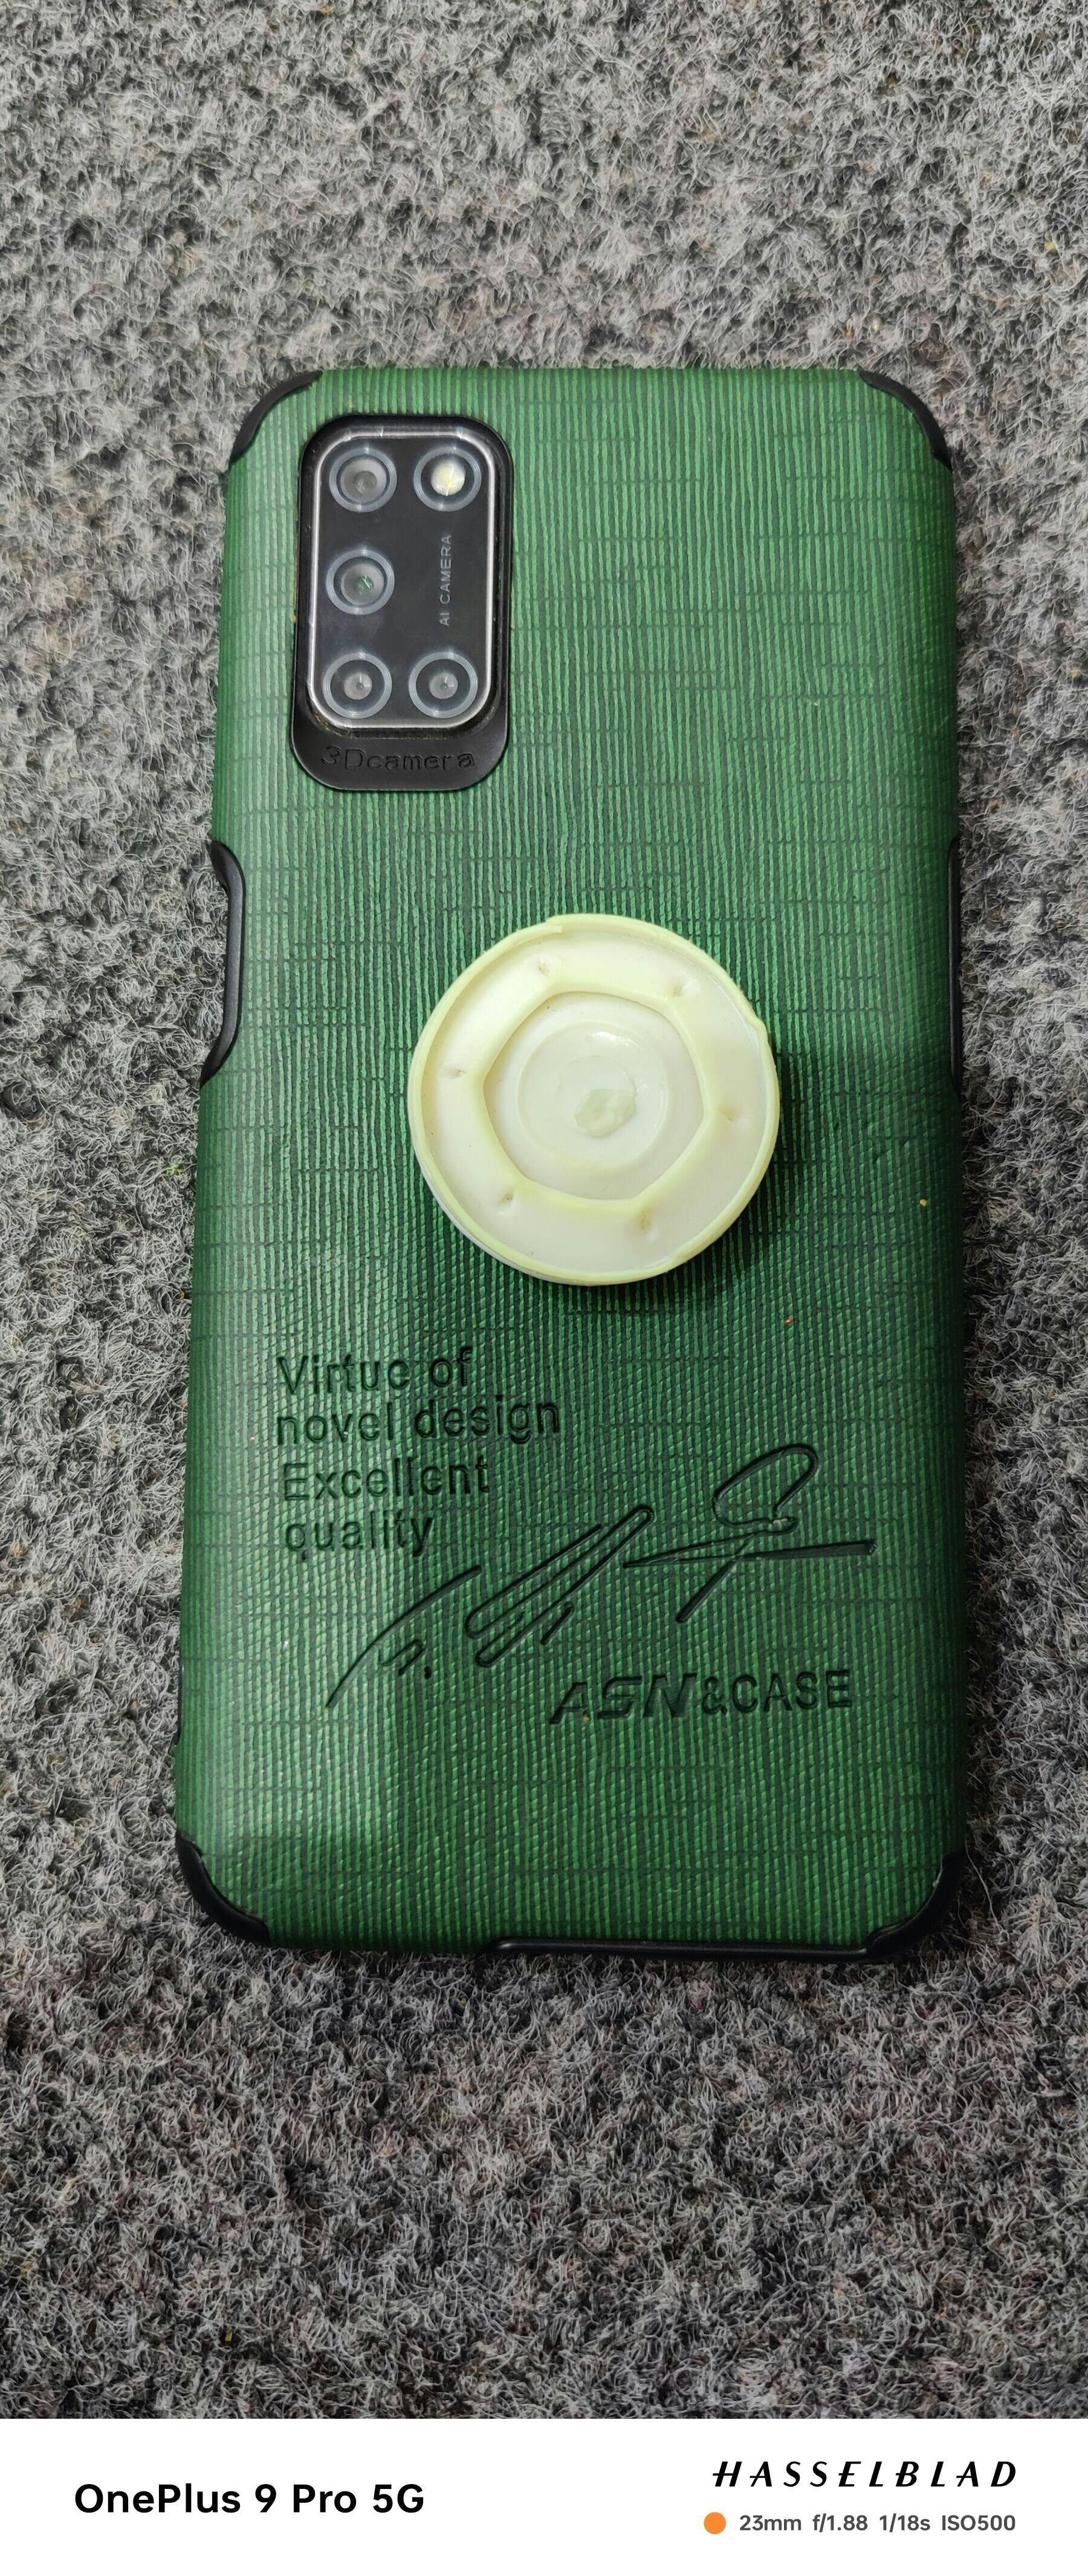 AI CAMERA
3Dcamera
Virtue of
novel design
Excellent
quality
ASN&CASE
OnePlus 9 Pro 5G
HASSELBLAD
23mm f/1.88 1/18s ISO500